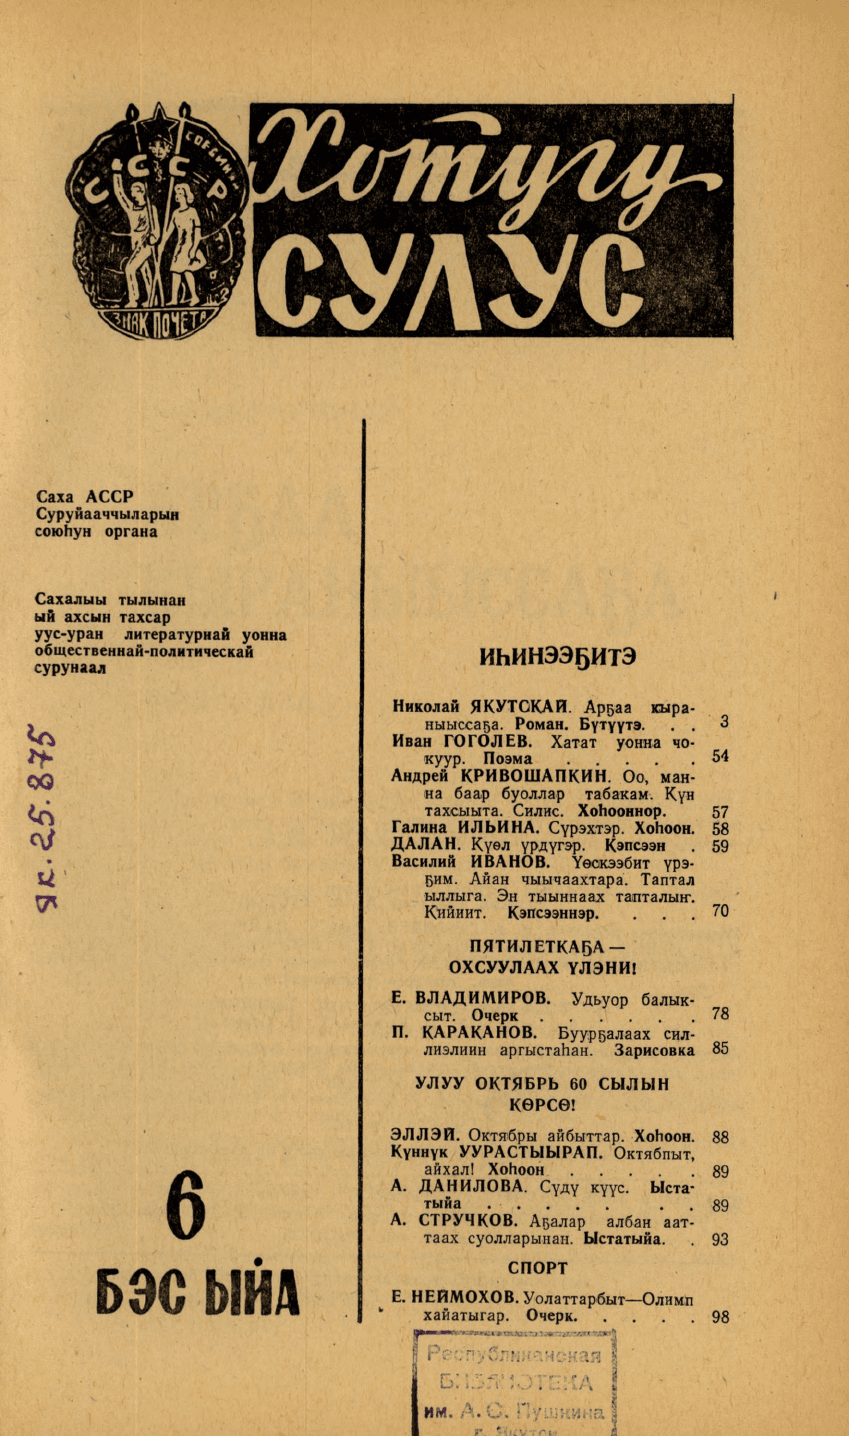 СССР
ЗНАК ПОЧЕТА
Хотугу
СУЛУС
Саха АССР
Суруйааччыларын
союһун органа
Сахалыы тылынан
ый ахсын тахсар
уус-уран литературнай уонна
общественнай-политическай
сурунаал
25.875
6
БЭС ЫЙА
ИҺИНЭЭҔИТЭ
Николай ЯКУТСКАЙ. Арҕаа кыра-
ныыссаҕа. Роман. Бүтүүтэ. . . 3
Иван ГОГОЛЕВ. Хатат уонна чо-
куур. Поэма . . . . . 54
Андрей КРИВОШАПКИН. Оо, ман-
на баар буоллар табакам. Күн
тахсыыта. Силис. Хоһооннор. 57
Галина ИЛЬИНА. Сүрэхтэр. Хоһоон. 58
ДАЛАН. Күөл үрдүгэр. Кэпсээн . 59
Василий ИВАНОВ. Үөскээбит үрэ-
ҕим. Айан чыычаахтара. Таптал
ыллыга. Эн тыыннаах тапталыҥ.
Кийиит. Кэпсээннэр. . . . 70
ПЯТИЛЕТКАҔА —
ОХСУУЛААХ ҮЛЭНИ!
Е. ВЛАДИМИРОВ. Удьуор балык-
сыт. Очерк . . . . . . 78
П. КАРАКАНОВ. Буурҕалаах сил-
лиэлиин аргыстаһан. Зарисовка 85
УЛУУ ОКТЯБРЬ 60 СЫЛЫН
КӨРСӨ!
ЭЛЛЭЙ. Октябры айбыттар. Хоһоон. 88
Күннүк УУРАСТЫЫРАП. Октябпыт,
айхал! Хоһоон . . . . . 89
А. ДАНИЛОВА. Сүдү күүс. Ыста-
тыйа . . . . . . . 89
А. СТРУЧКОВ. Аҕалар албан аат-
таах суолларынан. Ыстатыйа. . 93
СПОРТ
Е. НЕЙМОХОВ. Уолаттарбыт—Олимп
хайатыгар. Очерк. . . . . 98
Республиканская
БИБЛИОТЕКА
им. А. С. Пушкина
г. Якутск